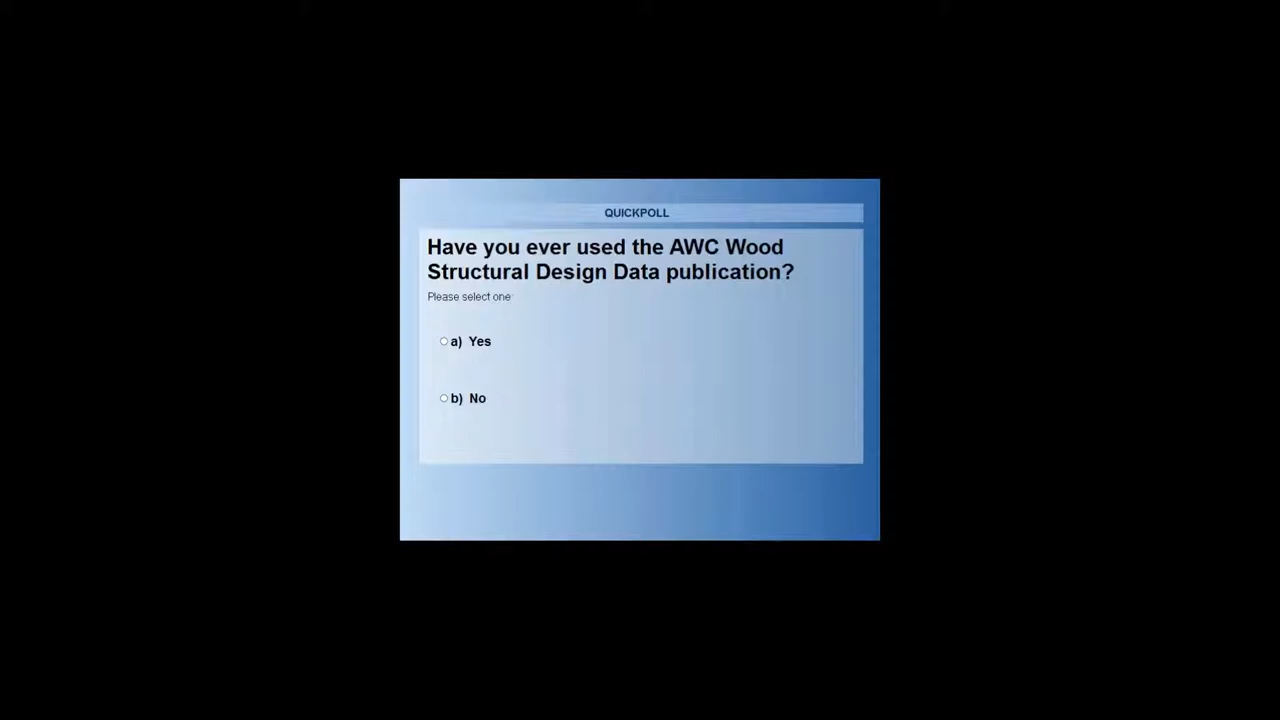 QUICKPOLL
Have you ever used the AWC Wood
Structural Design Data publication?
Please select one
a) Yes
b) No